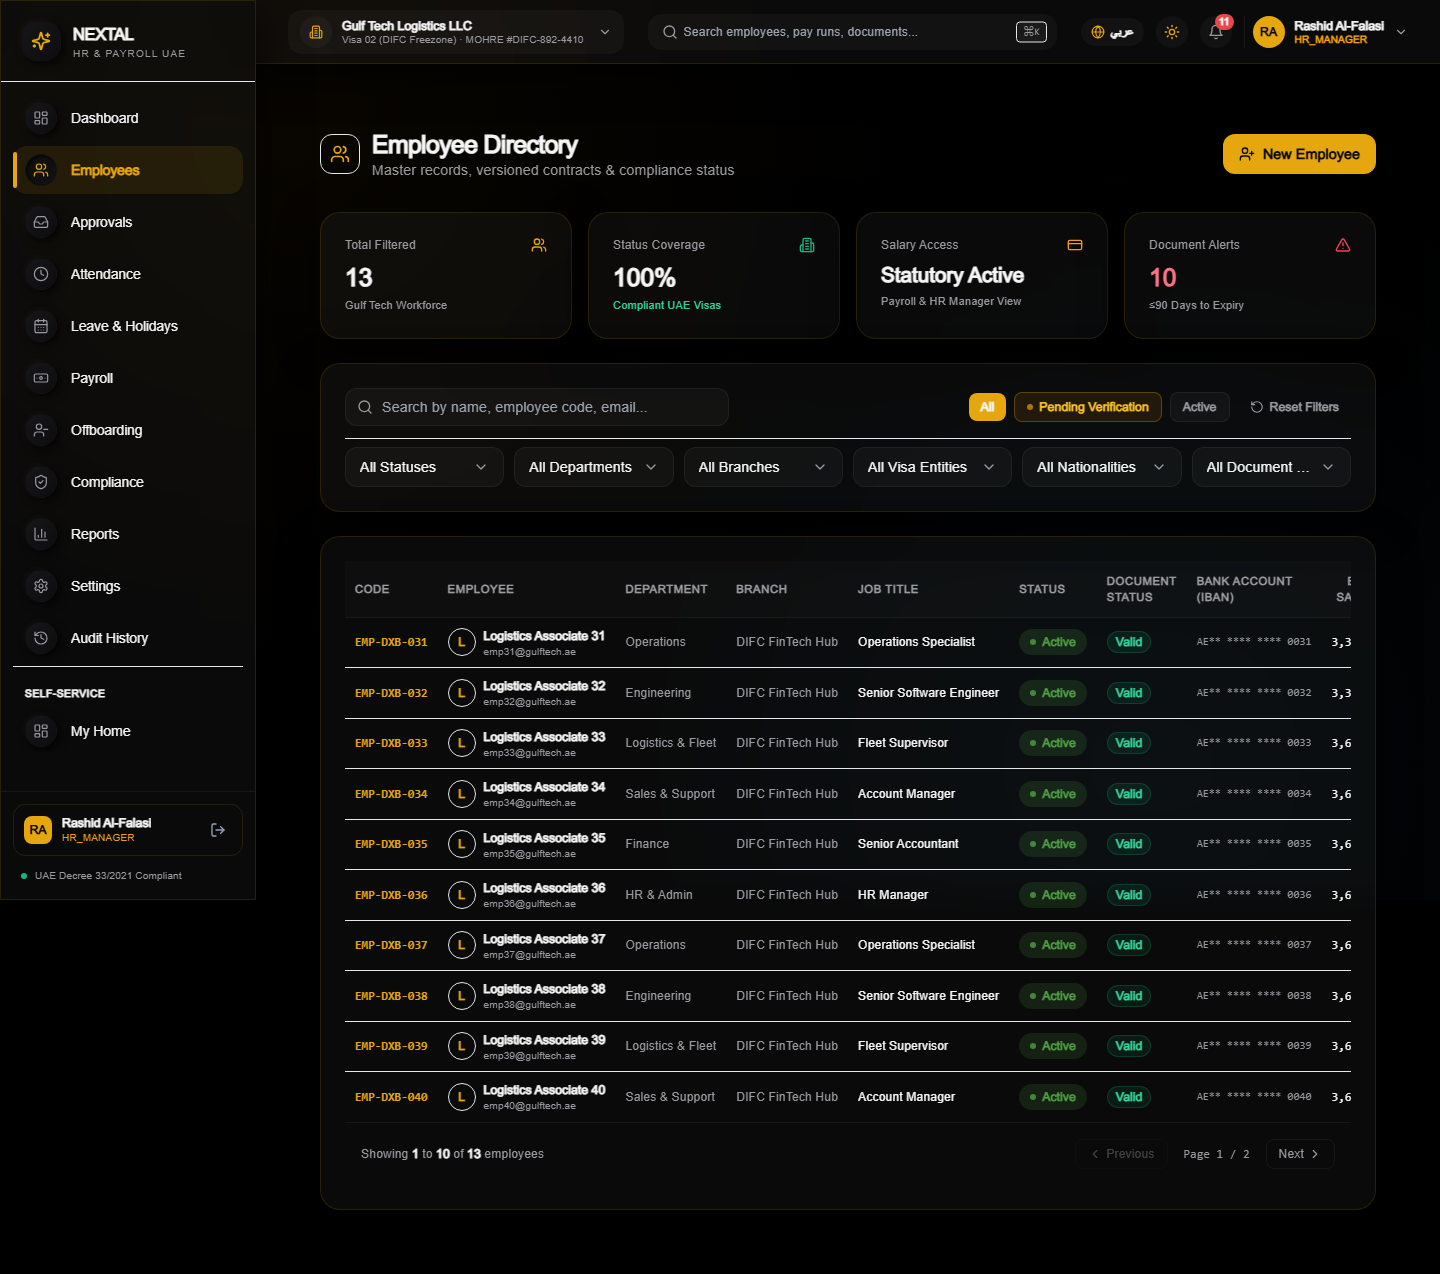 NEXTAL
HR & PAYROLL UAE
Gulf Tech Logistics LLC
Visa 02 (DIFC Freezone) · MOHRE #DIFC-892-4410
Search employees, pay runs, documents...
⌘K
عربي
11
RA
Rashid Al-Falasi
HR_MANAGER
Dashboard
Employees
Approvals
Attendance
Leave & Holidays
Payroll
Offboarding
Compliance
Reports
Settings
Audit History
SELF-SERVICE
My Home
RA
Rashid Al-Falasi
HR_MANAGER
UAE Decree 33/2021 Compliant
Employee Directory
Master records, versioned contracts & compliance status
New Employee
Total Filtered
13
Gulf Tech Workforce
Status Coverage
100%
Compliant UAE Visas
Salary Access
Statutory Active
Payroll & HR Manager View
Document Alerts
10
≤90 Days to Expiry
Search by name, employee code, email...
All
Pending Verification
Active
Reset Filters
All Statuses
All Departments
All Branches
All Visa Entities
All Nationalities
All Document ...
CODE EMPLOYEE DEPARTMENT BRANCH JOB TITLE STATUS DOCUMENT STATUS BANK ACCOUNT (IBAN)
EMP-DXB-031 L Logistics Associate 31 emp31@gulftech.ae Operations DIFC FinTech Hub Operations Specialist Active Valid AE** **** **** 0031 3,3
EMP-DXB-032 L Logistics Associate 32 emp32@gulftech.ae Engineering DIFC FinTech Hub Senior Software Engineer Active Valid AE** **** **** 0032 3,3
EMP-DXB-033 L Logistics Associate 33 emp33@gulftech.ae Logistics & Fleet DIFC FinTech Hub Fleet Supervisor Active Valid AE** **** **** 0033 3,6
EMP-DXB-034 L Logistics Associate 34 emp34@gulftech.ae Sales & Support DIFC FinTech Hub Account Manager Active Valid AE** **** **** 0034 3,6
EMP-DXB-035 L Logistics Associate 35 emp35@gulftech.ae Finance DIFC FinTech Hub Senior Accountant Active Valid AE** **** **** 0035 3,6
EMP-DXB-036 L Logistics Associate 36 emp36@gulftech.ae HR & Admin DIFC FinTech Hub HR Manager Active Valid AE** **** **** 0036 3,6
EMP-DXB-037 L Logistics Associate 37 emp37@gulftech.ae Operations DIFC FinTech Hub Operations Specialist Active Valid AE** **** **** 0037 3,6
EMP-DXB-038 L Logistics Associate 38 emp38@gulftech.ae Engineering DIFC FinTech Hub Senior Software Engineer Active Valid AE** **** **** 0038 3,6
EMP-DXB-039 L Logistics Associate 39 emp39@gulftech.ae Logistics & Fleet DIFC FinTech Hub Fleet Supervisor Active Valid AE** **** **** 0039 3,6
EMP-DXB-040 L Logistics Associate 40 emp40@gulftech.ae Sales & Support DIFC FinTech Hub Account Manager Active Valid AE** **** **** 0040 3,6
Showing 1 to 10 of 13 employees
Previous
Page 1 / 2
Next